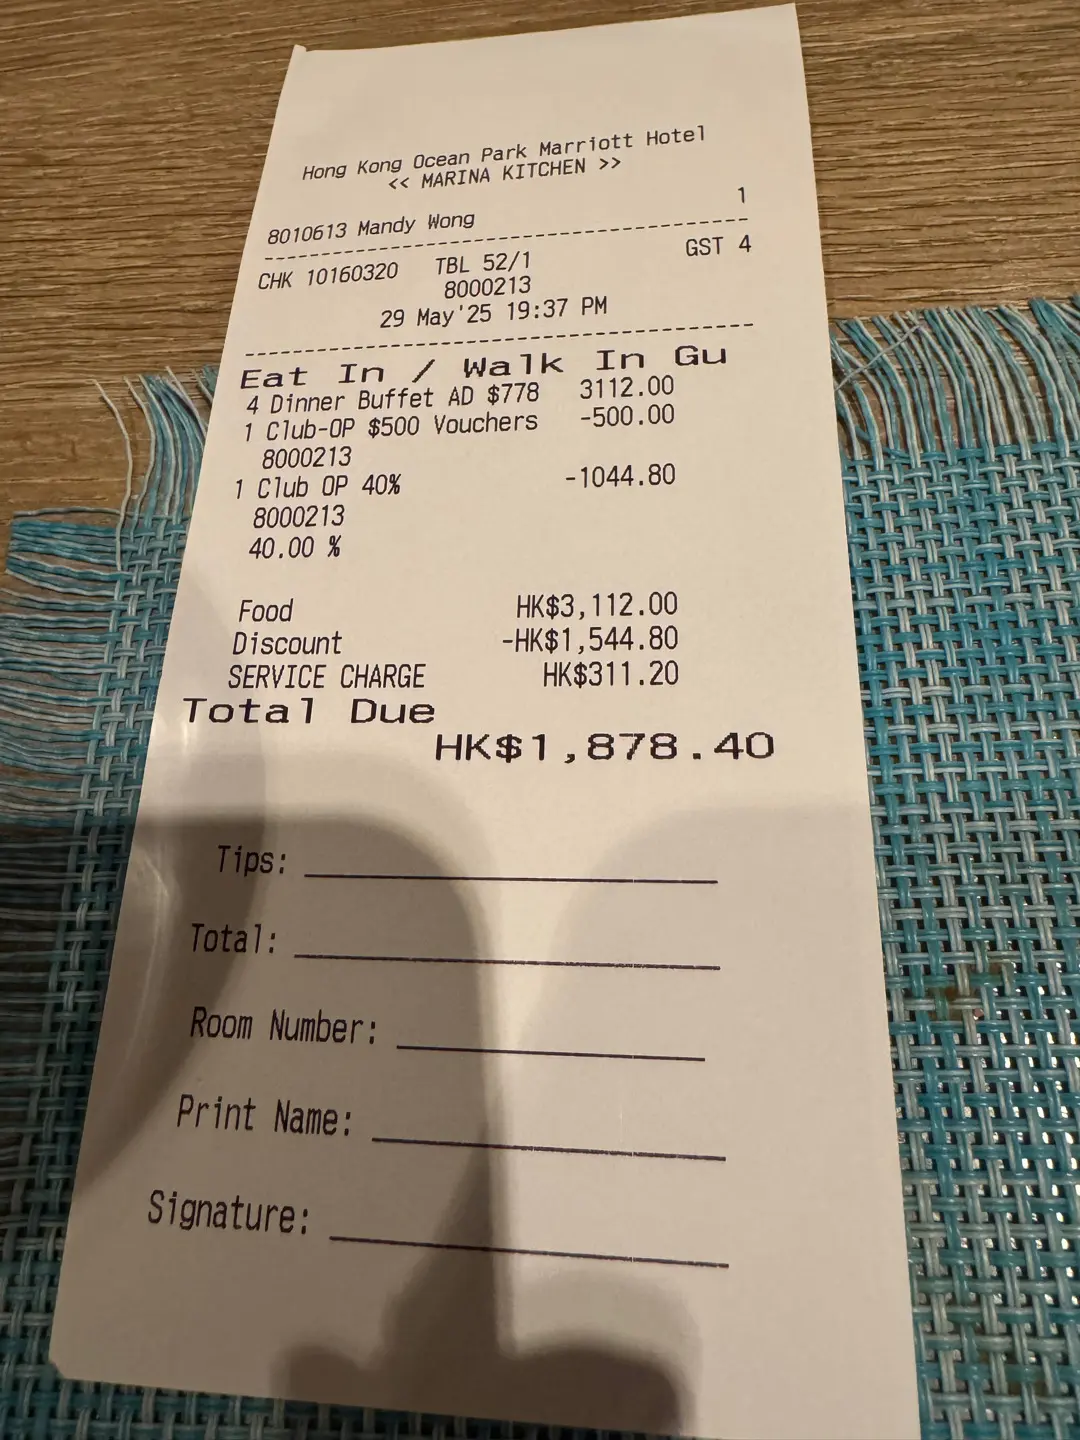 Hong Kong Ocean Park Marriott Hotel
<< MARINA KITCHEN >>
8010613 Mandy Wong 1
CHK 10160320 TBL 52/1 GST 4
8000213
29 May'25 19:37 PM
Eat In / Walk In Gu
4 Dinner Buffet AD $778 3112.00
1 Club-OP $500 Vouchers -500.00
8000213
1 Club OP 40% -1044.80
8000213
40.00 %
Food HK$3,112.00
Discount -HK$1,544.80
SERVICE CHARGE HK$311.20
Total Due
HK$1,878.40
Tips:
Total:
Room Number:
Print Name:
Signature: